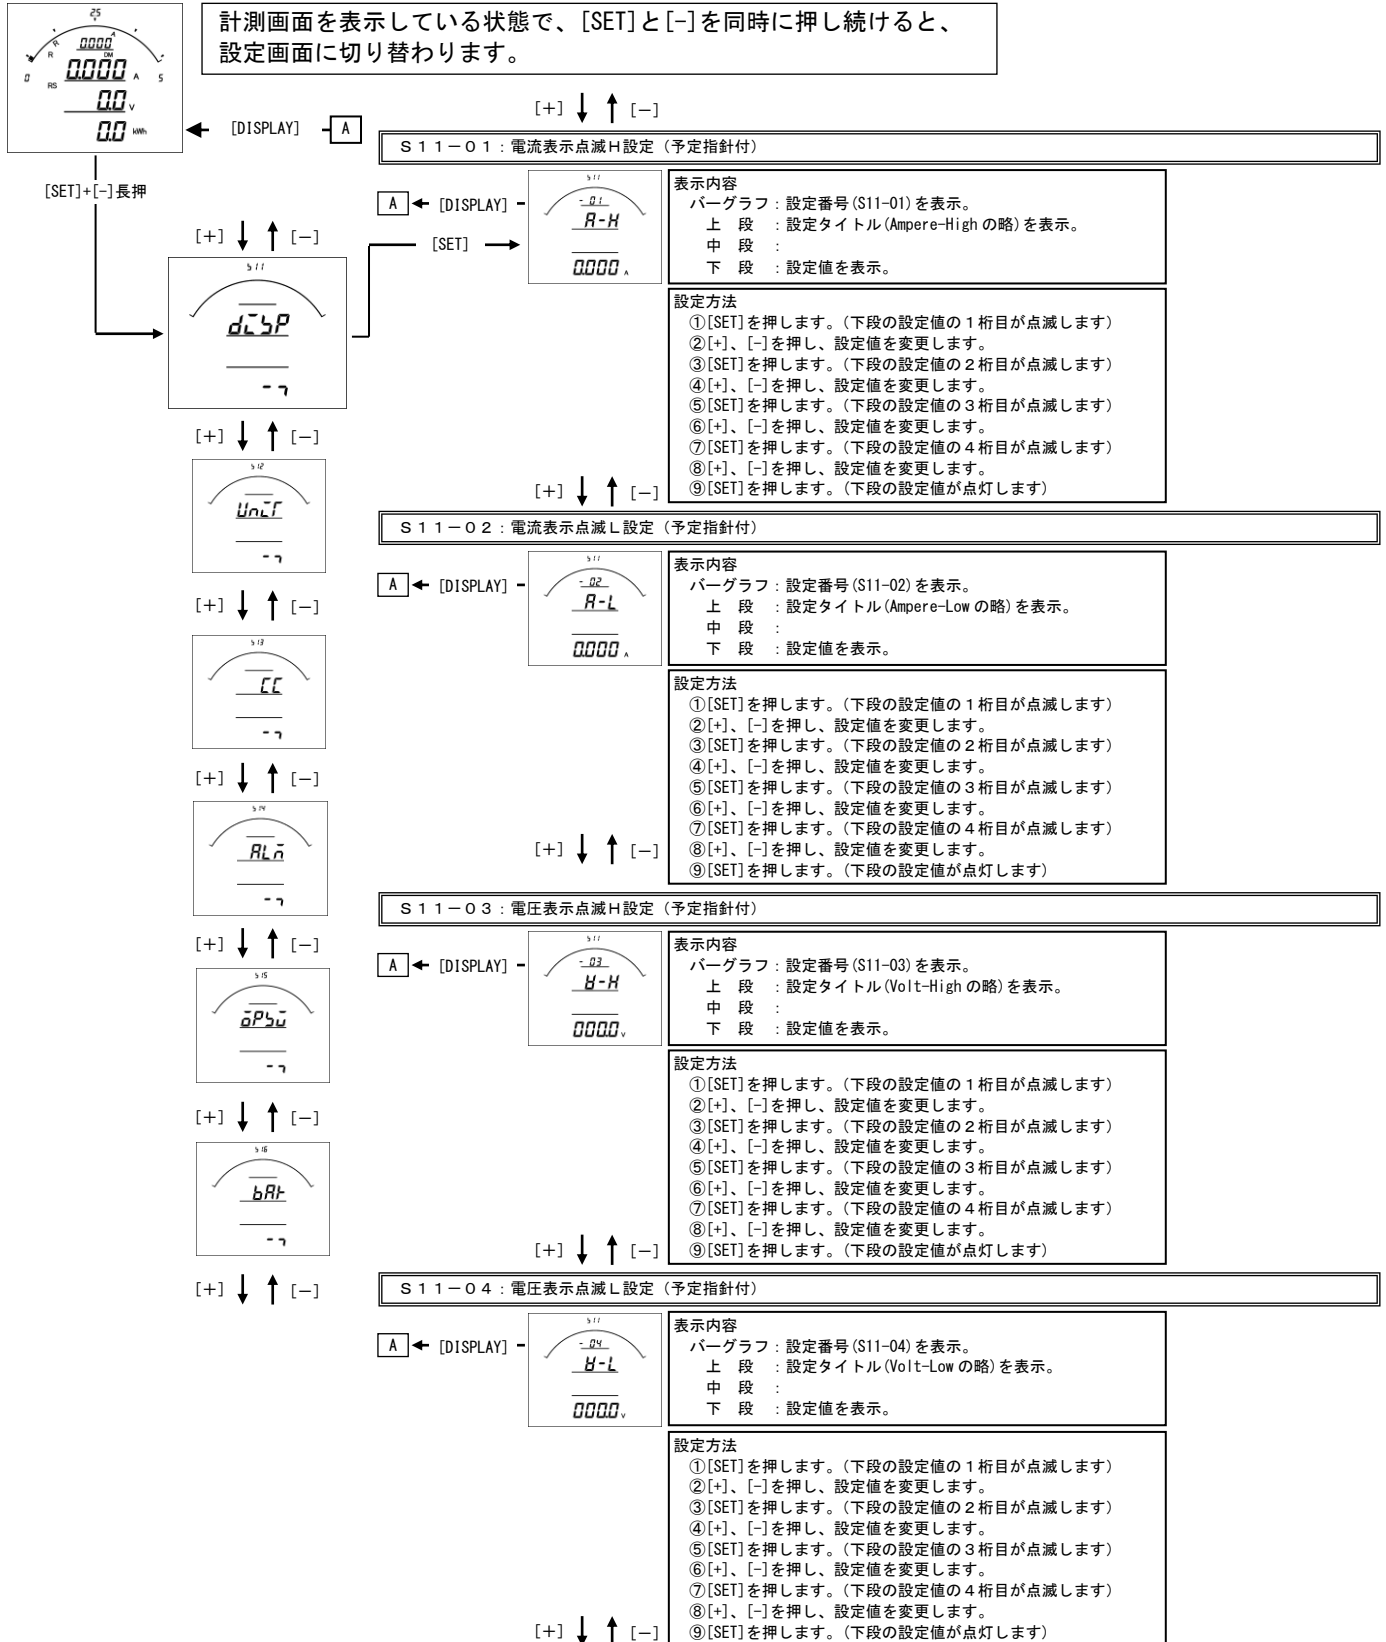 計測画面を表示している状態で、[SET]と[-]を同時に押し続けると、
設定画面に切り替わります。
2.5
0.000 A
R
R
DM
0.000 A
0
5
RS
0.0 V
0.0 kWh
[DISPLAY]
A
[SET]+[-]長押
[+] [－]
S11
dISP
[+] [－]
S12
UnIT
[+] [－]
S13
CC
[+] [－]
S14
ALm
[+] [－]
S15
[+] [－]
S16
bAr
[+] [－]
[+] [－]
Ｓ１１－０１：電流表示点滅Ｈ設定（予定指針付）
A
[DISPLAY]
[SET]
S11
-01
A-H
0.000 A
表示内容
バーグラフ：設定番号(S11-01)を表示。
上　段　：設定タイトル(Ampere-Highの略)を表示。
中　段　：
下　段　：設定値を表示。
設定方法
①[SET]を押します。（下段の設定値の１桁目が点滅します）
②[+]、[-]を押し、設定値を変更します。
③[SET]を押します。（下段の設定値の２桁目が点滅します）
④[+]、[-]を押し、設定値を変更します。
⑤[SET]を押します。（下段の設定値の３桁目が点滅します）
⑥[+]、[-]を押し、設定値を変更します。
⑦[SET]を押します。（下段の設定値の４桁目が点滅します）
⑧[+]、[-]を押し、設定値を変更します。
⑨[SET]を押します。（下段の設定値が点灯します）
[+] [－]
Ｓ１１－０２：電流表示点滅Ｌ設定（予定指針付）
A
[DISPLAY]
S11
-02
A-L
0.000 A
表示内容
バーグラフ：設定番号(S11-02)を表示。
上　段　：設定タイトル(Ampere-Lowの略)を表示。
中　段　：
下　段　：設定値を表示。
設定方法
①[SET]を押します。（下段の設定値の１桁目が点滅します）
②[+]、[-]を押し、設定値を変更します。
③[SET]を押します。（下段の設定値の２桁目が点滅します）
④[+]、[-]を押し、設定値を変更します。
⑤[SET]を押します。（下段の設定値の３桁目が点滅します）
⑥[+]、[-]を押し、設定値を変更します。
⑦[SET]を押します。（下段の設定値の４桁目が点滅します）
⑧[+]、[-]を押し、設定値を変更します。
⑨[SET]を押します。（下段の設定値が点灯します）
[+] [－]
Ｓ１１－０３：電圧表示点滅Ｈ設定（予定指針付）
A
[DISPLAY]
S11
-03
V-H
000.0 V
表示内容
バーグラフ：設定番号(S11-03)を表示。
上　段　：設定タイトル(Volt-Highの略)を表示。
中　段　：
下　段　：設定値を表示。
設定方法
①[SET]を押します。（下段の設定値の１桁目が点滅します）
②[+]、[-]を押し、設定値を変更します。
③[SET]を押します。（下段の設定値の２桁目が点滅します）
④[+]、[-]を押し、設定値を変更します。
⑤[SET]を押します。（下段の設定値の３桁目が点滅します）
⑥[+]、[-]を押し、設定値を変更します。
⑦[SET]を押します。（下段の設定値の４桁目が点滅します）
⑧[+]、[-]を押し、設定値を変更します。
⑨[SET]を押します。（下段の設定値が点灯します）
[+] [－]
Ｓ１１－０４：電圧表示点滅Ｌ設定（予定指針付）
A
[DISPLAY]
S11
-04
V-L
000.0 V
表示内容
バーグラフ：設定番号(S11-04)を表示。
上　段　：設定タイトル(Volt-Lowの略)を表示。
中　段　：
下　段　：設定値を表示。
設定方法
①[SET]を押します。（下段の設定値の１桁目が点滅します）
②[+]、[-]を押し、設定値を変更します。
③[SET]を押します。（下段の設定値の２桁目が点滅します）
④[+]、[-]を押し、設定値を変更します。
⑤[SET]を押します。（下段の設定値の３桁目が点滅します）
⑥[+]、[-]を押し、設定値を変更します。
⑦[SET]を押します。（下段の設定値の４桁目が点滅します）
⑧[+]、[-]を押し、設定値を変更します。
⑨[SET]を押します。（下段の設定値が点灯します）
[+] [－]